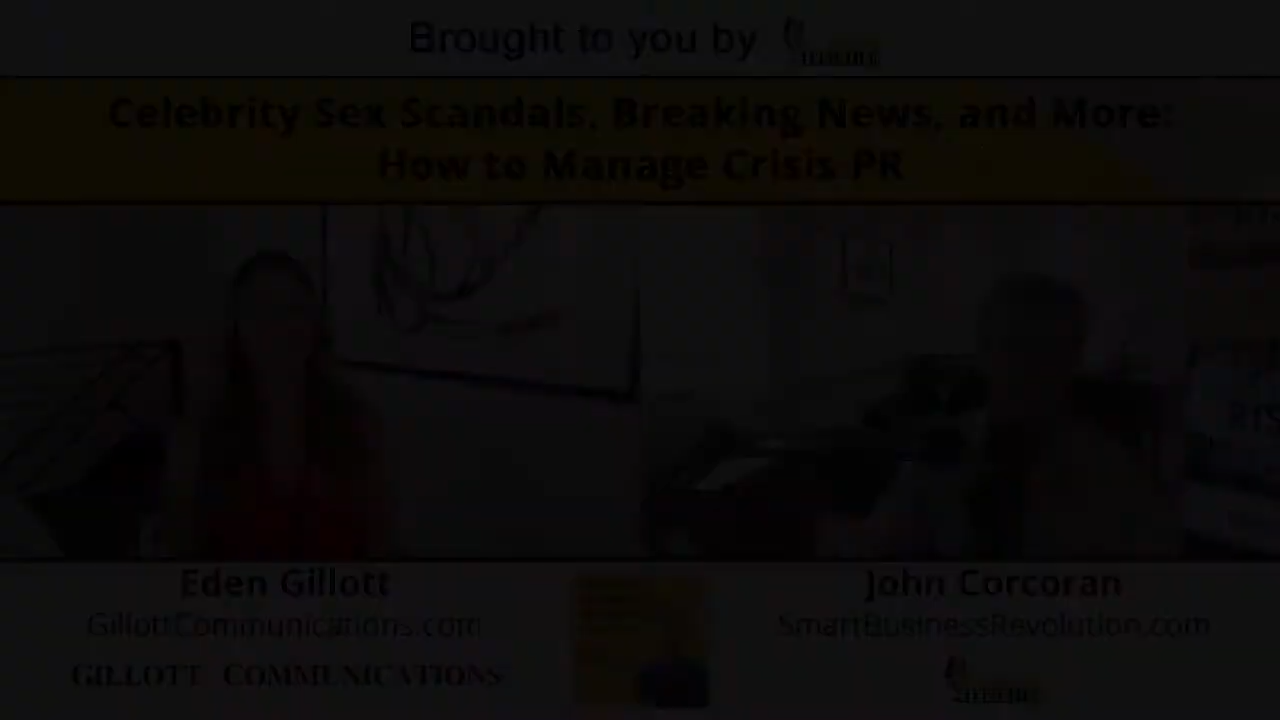 Brought to you by
Celebrity Sex Scandals, Breaking News, and More:
How to Manage Crisis PR
Eden Gillott
GillottCommunications.com
GILLOTT COMMUNICATIONS
John Corcoran
SmartBusinessRevolution.com